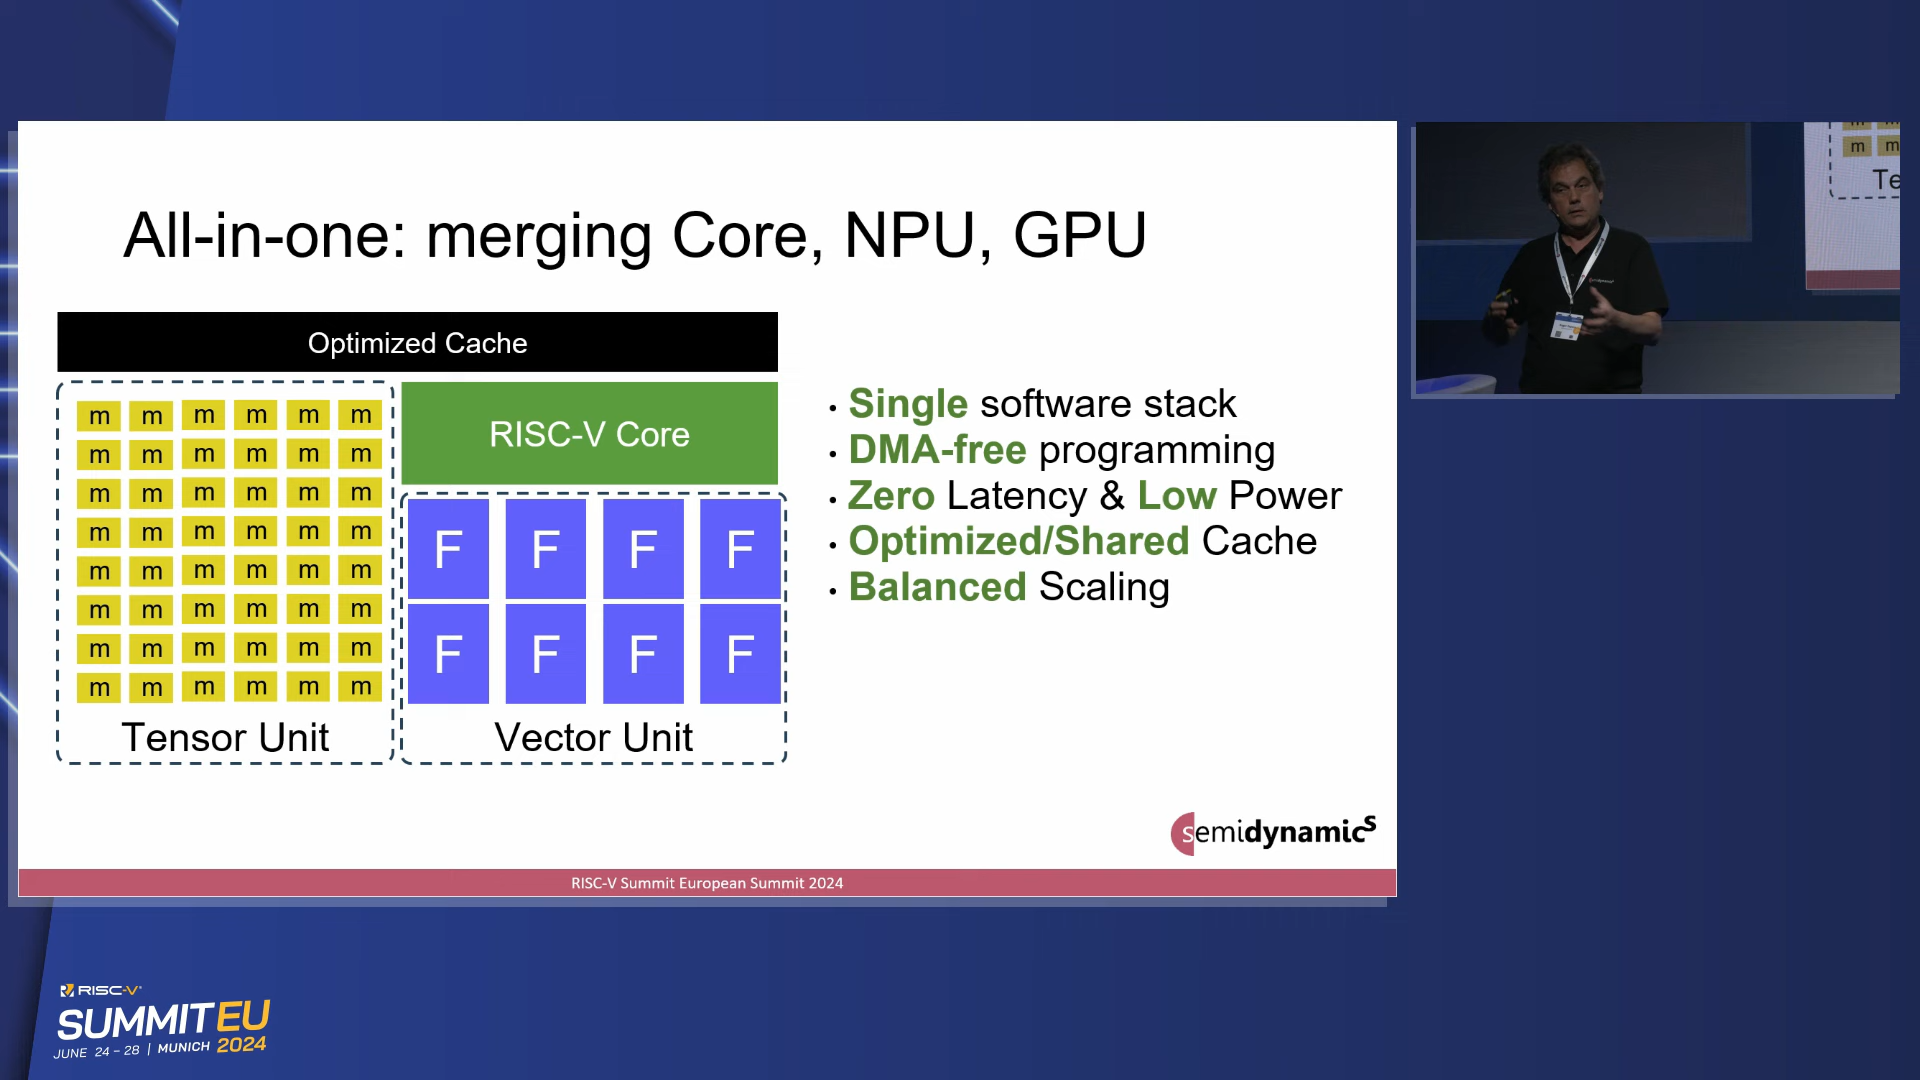 All-in-one: merging Core, NPU, GPU
Optimized Cache
m m m m m m
m m m m m m
m m m m m m
m m m m m m
m m m m m m
m m m m m m
m m m m m m
m m m m m m
Tensor Unit
RISC-V Core
F F F F
F F F F
Vector Unit
• Single software stack
• DMA-free programming
• Zero Latency & Low Power
• Optimized/Shared Cache
• Balanced Scaling
semidynamics
RISC-V Summit European Summit 2024
m m
Te
RISC-V
SUMMIT EU
JUNE 24 – 28 | MUNICH 2024